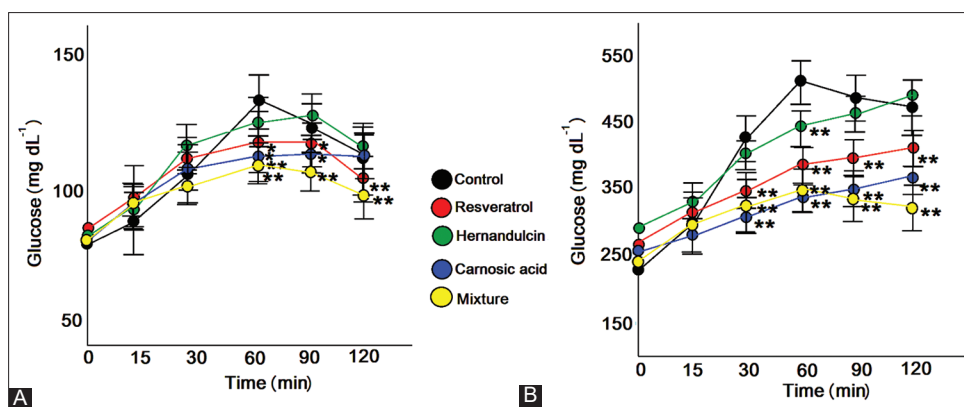 150
100
50
Glucose (mg dL⁻¹)
0 15 30 60 90 120
Time (min)
A
* *
* *
** **
** **
**
**
Control
Resveratrol
Hernandulcin
Carnosic acid
Mixture
550
450
350
250
150
Glucose (mg dL⁻¹)
0 15 30 60 90 120
Time (min)
B
**
** ** **
** ** **
** ** **
** ** **